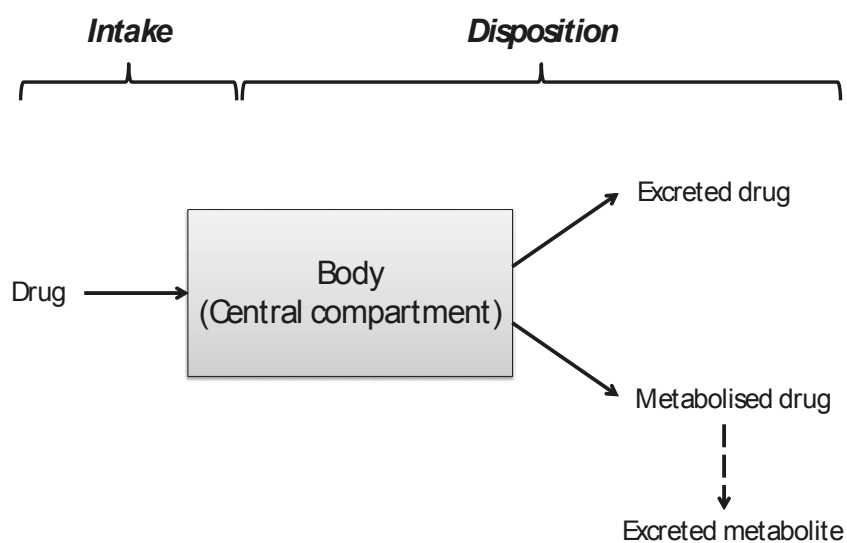 Intake
Disposition
Excreted drug
Body
Drug
(Central compartment)
Metabolised drug
Excreted metabolite